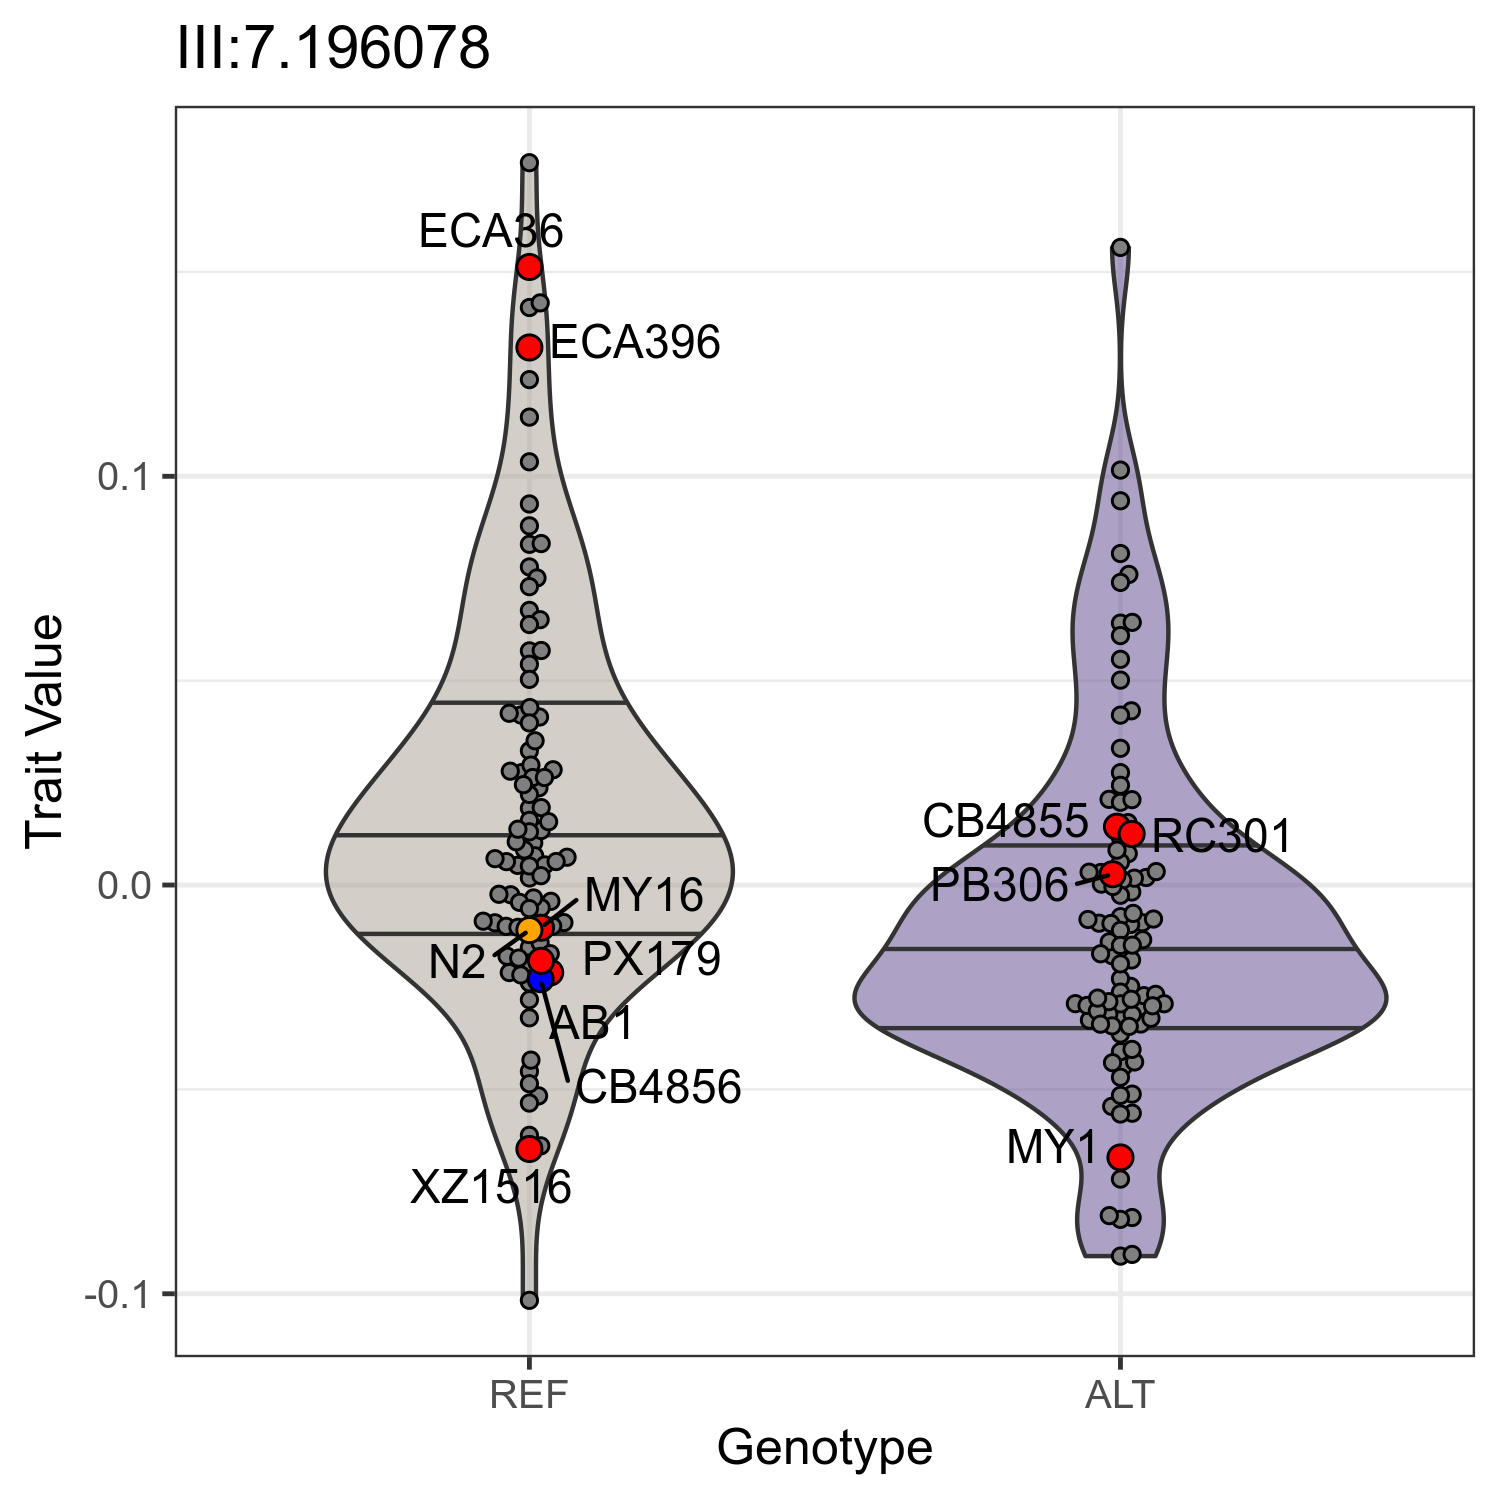 III:7.196078
ECA36
ECA396
0.1
CB4855
RC301
0.0
PB306
MY16
N2
PX179
AB1
CB4856
MY1
XZ1516
-0.1
REF
ALT
Genotype
Trait Value